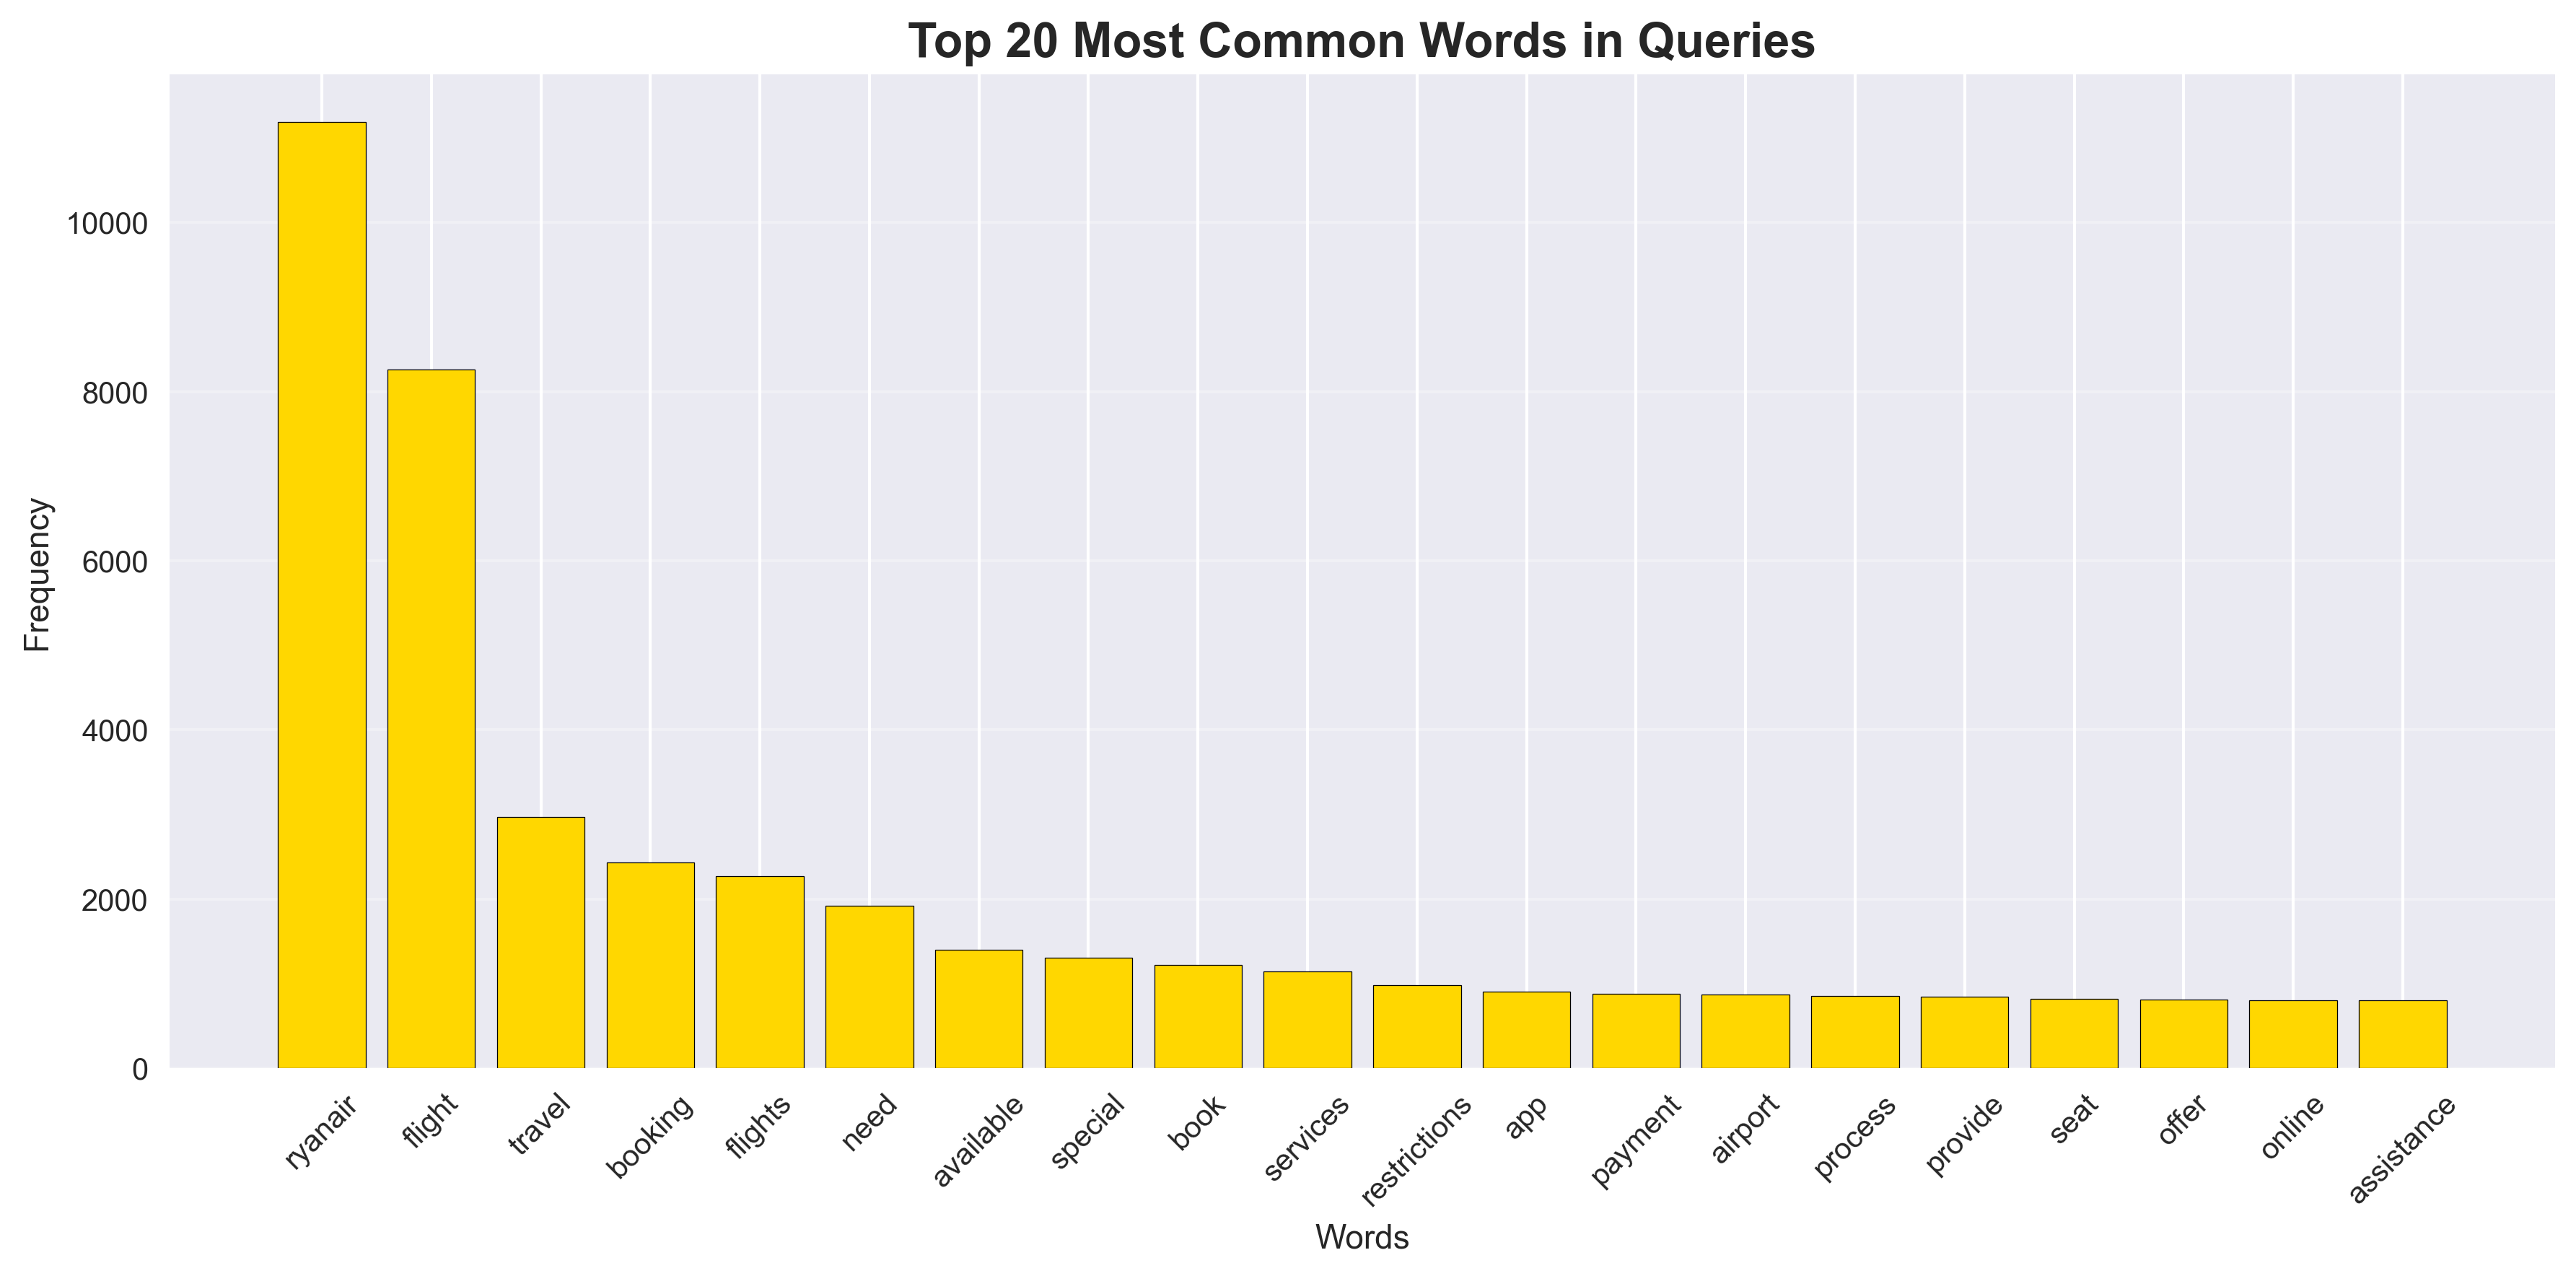 Top 20 Most Common Words in Queries
Frequency
10000
8000
6000
4000
2000
0
ryanair
flight
travel
booking
flights
need
available
special
book
services
restrictions
app
payment
airport
process
provide
seat
offer
online
assistance
Words